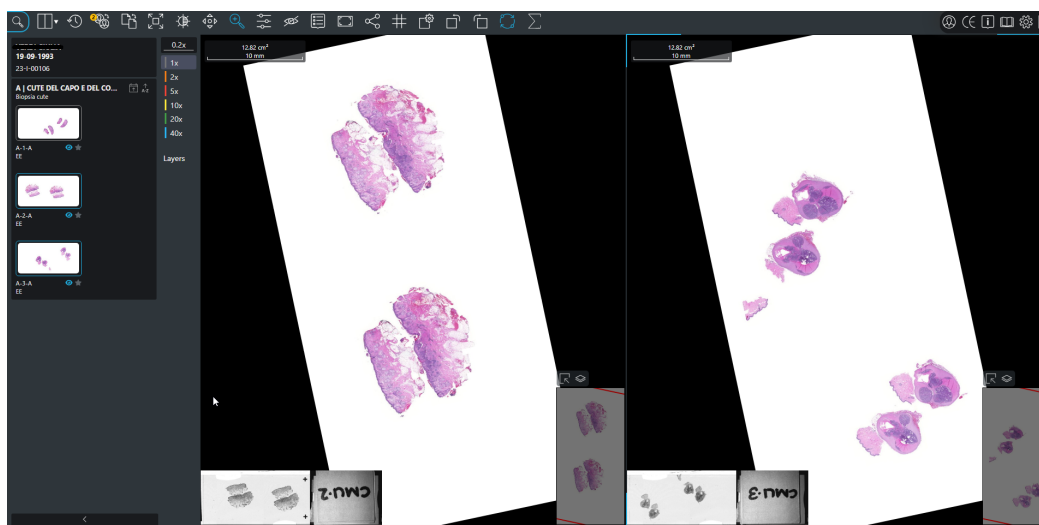 2
CE
19-09-1993
23-I-00106
A | CUTE DEL CAPO E DEL CO...
Biopsia cute
A-Z
A-1-A
EE
A-2-A
EE
A-3-A
EE
0.2x
1x
2x
5x
10x
20x
40x
Layers
12.82 cm²
10 mm
CMU-2
12.82 cm²
10 mm
CMU-3